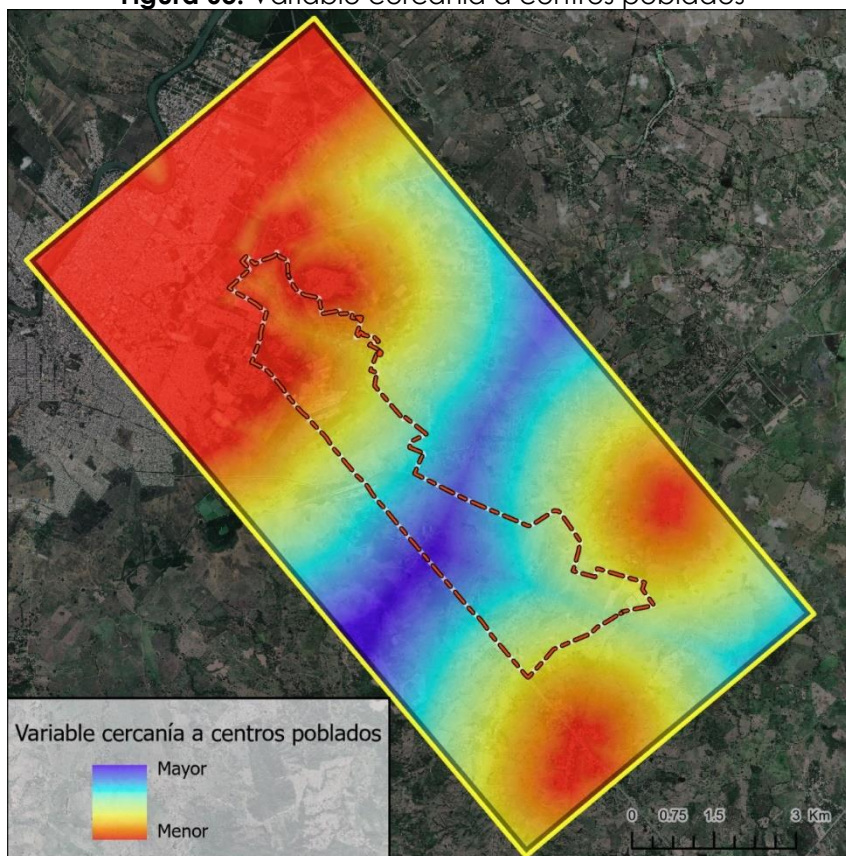 Variable cercanía a centros poblados
Variable cercanía a centros poblados
Mayor
Menor
0 0.75 1.5 3 Km